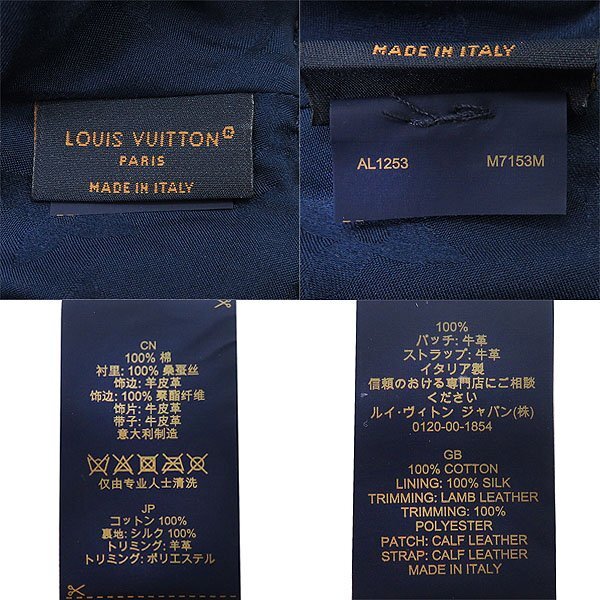 LOUIS VUITTON®
PARIS
MADE IN ITALY
MADE IN ITALY
AL1253 M7153M
CN
100% 棉
衬里: 100% 桑蚕丝
饰边: 羊皮革
饰边: 100% 聚酯纤维
饰片: 牛皮革
带子: 牛皮革
意大利制造
仅由专业人士清洗
JP
コットン 100%
裏地: シルク 100%
トリミング: 羊革
トリミング: ポリエステル
100%
パッチ: 牛革
ストラップ: 牛革
イタリア製
信頼のおける専門店にご相談
ください
ルイ・ヴィトン ジャパン(株)
0120-00-1854
GB
100% COTTON
LINING: 100% SILK
TRIMMING: LAMB LEATHER
TRIMMING: 100%
POLYESTER
PATCH: CALF LEATHER
STRAP: CALF LEATHER
MADE IN ITALY